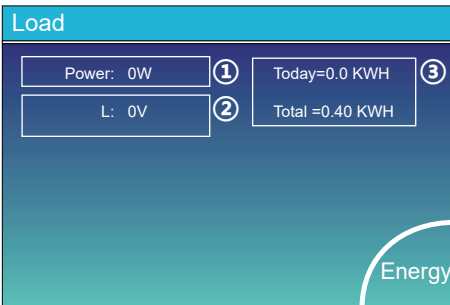 Load
Power: 0W ①
L: 0V ②
Today=0.0 KWH ③
Total =0.40 KWH
Energy